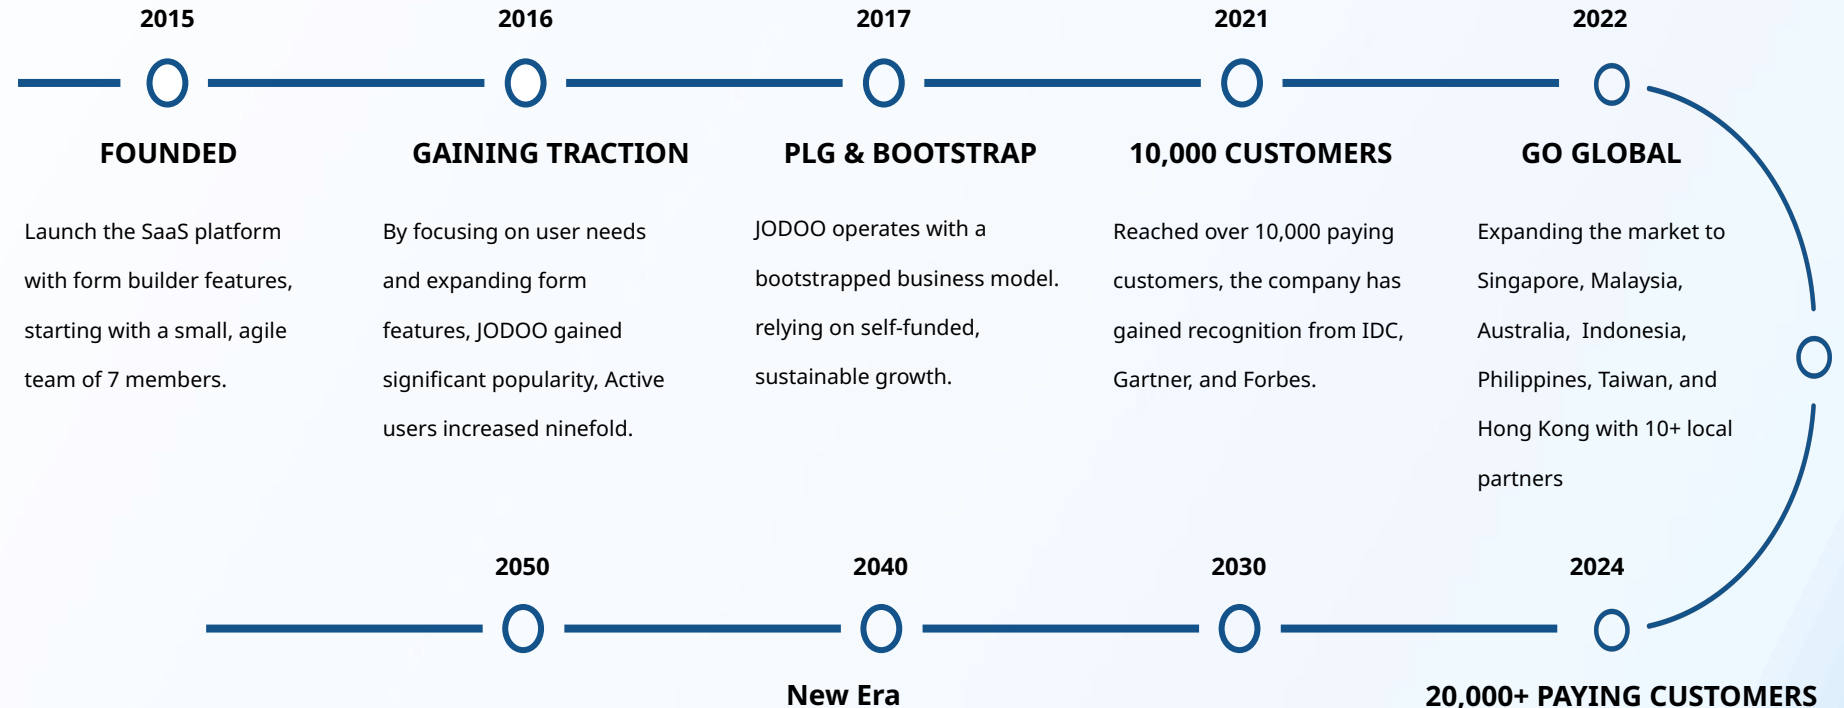 2015
2016
2017
2021
2022
FOUNDED
GAINING TRACTION
PLG & BOOTSTRAP
10,000 CUSTOMERS
GO GLOBAL
Launch the SaaS platform
with form builder features,
starting with a small, agile
team of 7 members.
By focusing on user needs
and expanding form
features, JODOO gained
significant popularity, Active
users increased ninefold.
JODOO operates with a
bootstrapped business model.
relying on self-funded,
sustainable growth.
Reached over 10,000 paying
customers, the company has
gained recognition from IDC,
Gartner, and Forbes.
Expanding the market to
Singapore, Malaysia,
Australia,  Indonesia,
Philippines, Taiwan, and
Hong Kong with 10+ local
partners
2050
2040
2030
2024
New Era
20,000+ PAYING CUSTOMERS